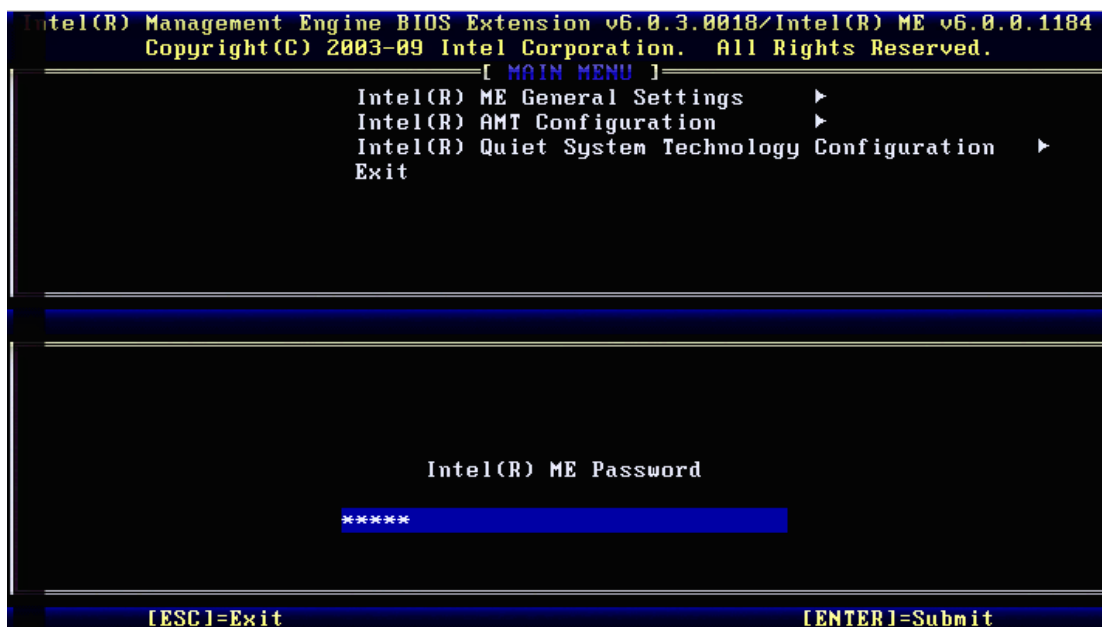 Intel(R) Management Engine BIOS Extension v6.0.3.0018/Intel(R) ME v6.0.0.1184
Copyright(C) 2003-09 Intel Corporation. All Rights Reserved.
[ MAIN MENU ]
Intel(R) ME General Settings ►
Intel(R) AMT Configuration ►
Intel(R) Quiet System Technology Configuration ►
Exit
Intel(R) ME Password
*****
[ESC]=Exit [ENTER]=Submit